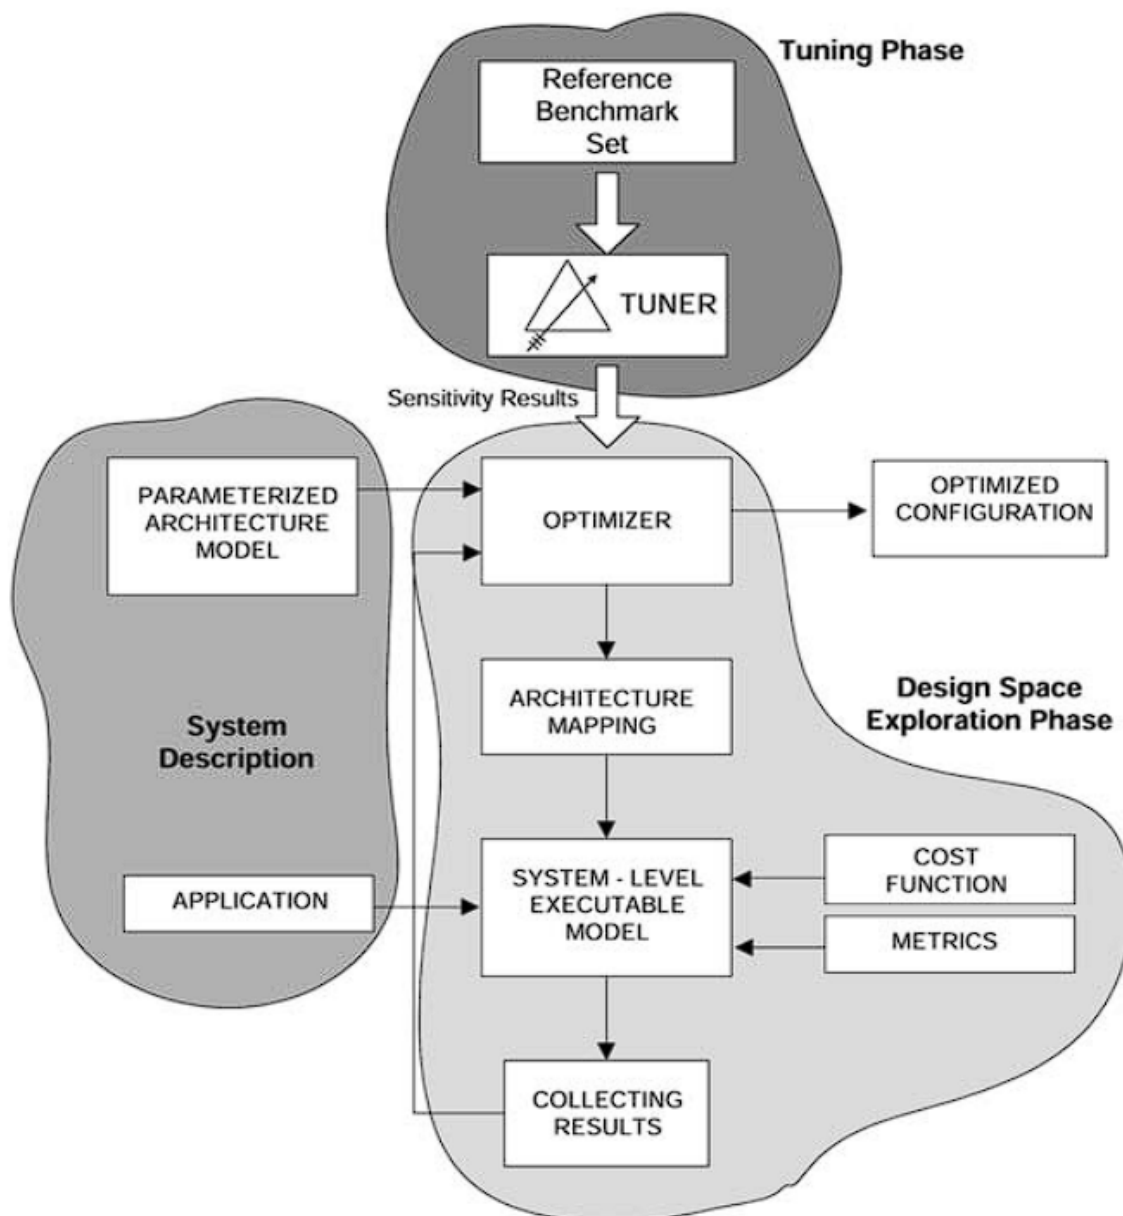 Tuning Phase
Reference
Benchmark
Set
TUNER
Sensitivity Results
PARAMETERIZED
ARCHITECTURE
MODEL
OPTIMIZER
OPTIMIZED
CONFIGURATION
ARCHITECTURE
MAPPING
Design Space
Exploration Phase
System
Description
APPLICATION
SYSTEM - LEVEL
EXECUTABLE
MODEL
COST
FUNCTION
METRICS
COLLECTING
RESULTS